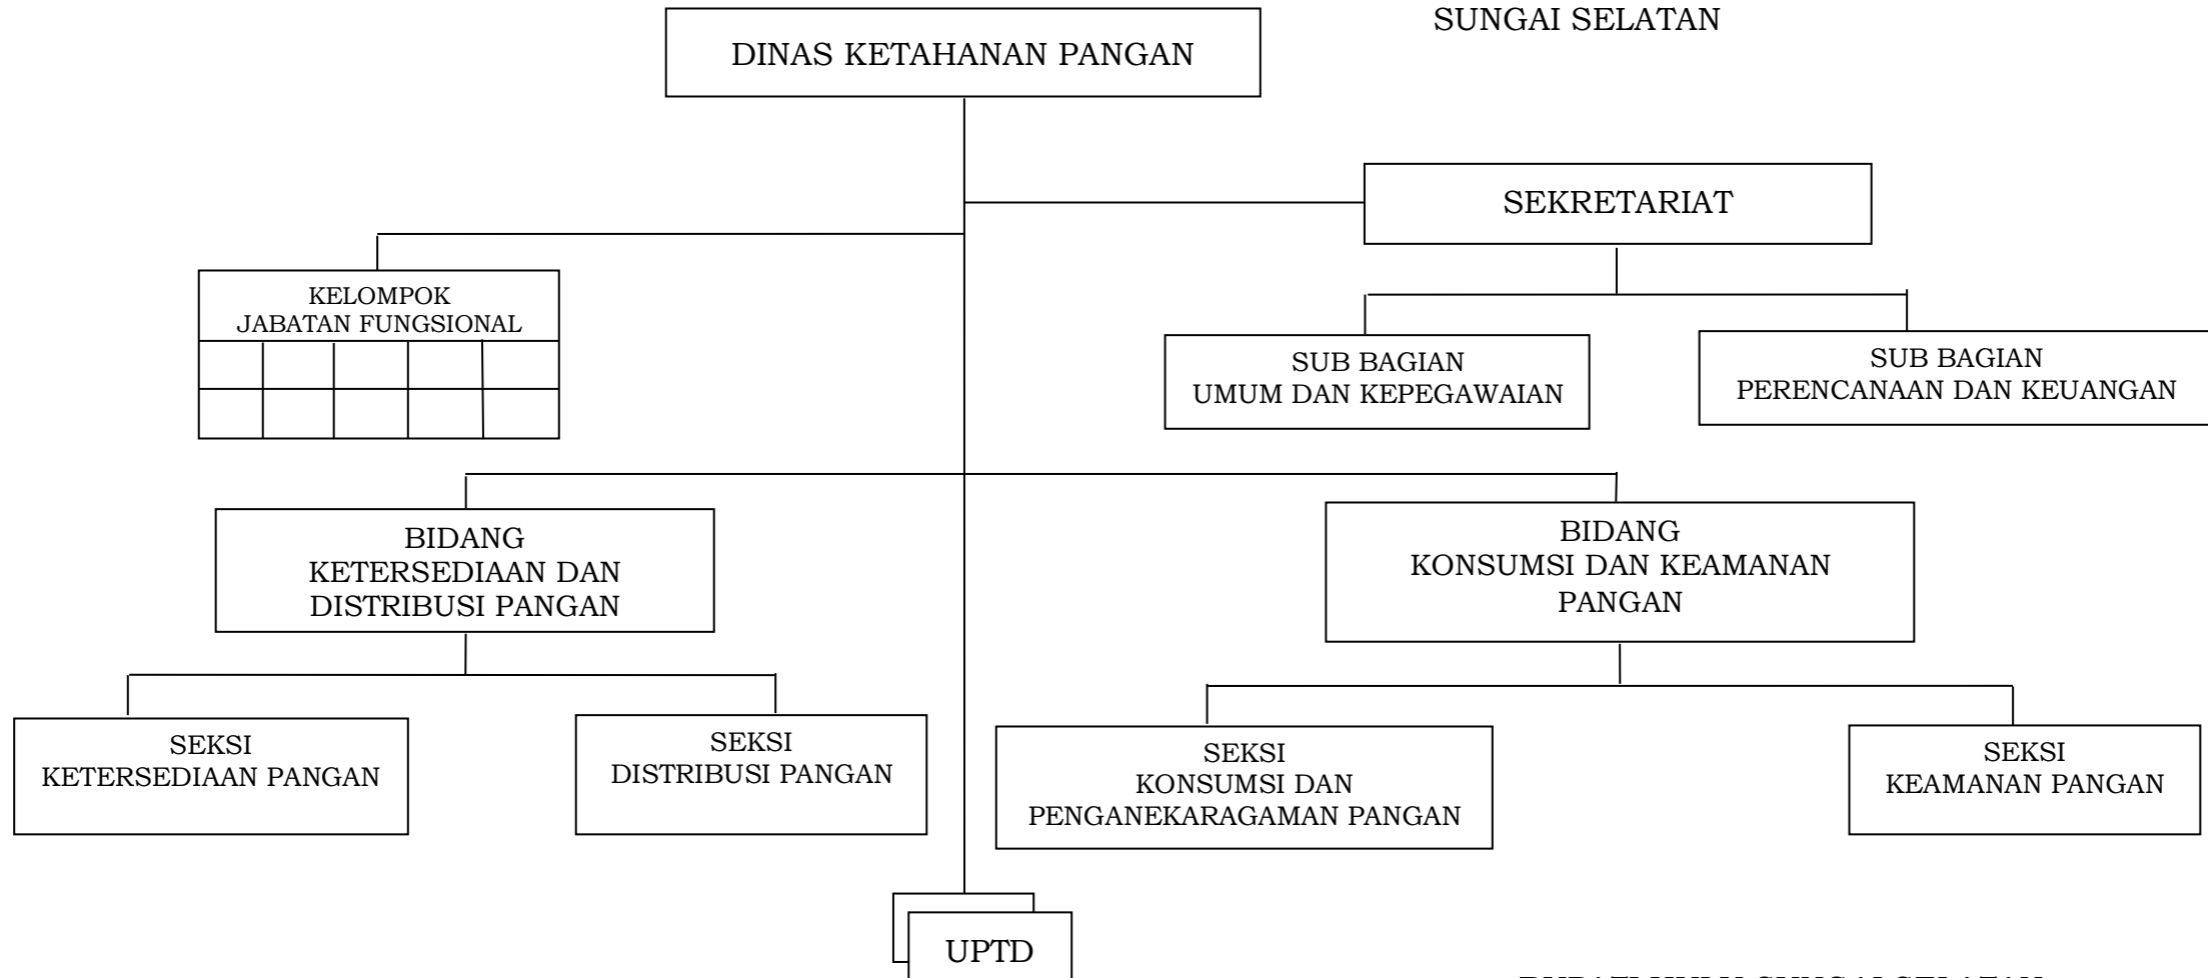 SUNGAI SELATAN
DINAS KETAHANAN PANGAN
SEKRETARIAT
KELOMPOK
JABATAN FUNGSIONAL
SUB BAGIAN
UMUM DAN KEPEGAWAIAN
SUB BAGIAN
PERENCANAAN DAN KEUANGAN
BIDANG
KETERSEDIAAN DAN
DISTRIBUSI PANGAN
BIDANG
KONSUMSI DAN KEAMANAN
PANGAN
SEKSI
KETERSEDIAAN PANGAN
SEKSI
DISTRIBUSI PANGAN
SEKSI
KONSUMSI DAN
PENGANEKARAGAMAN PANGAN
SEKSI
KEAMANAN PANGAN
UPTD